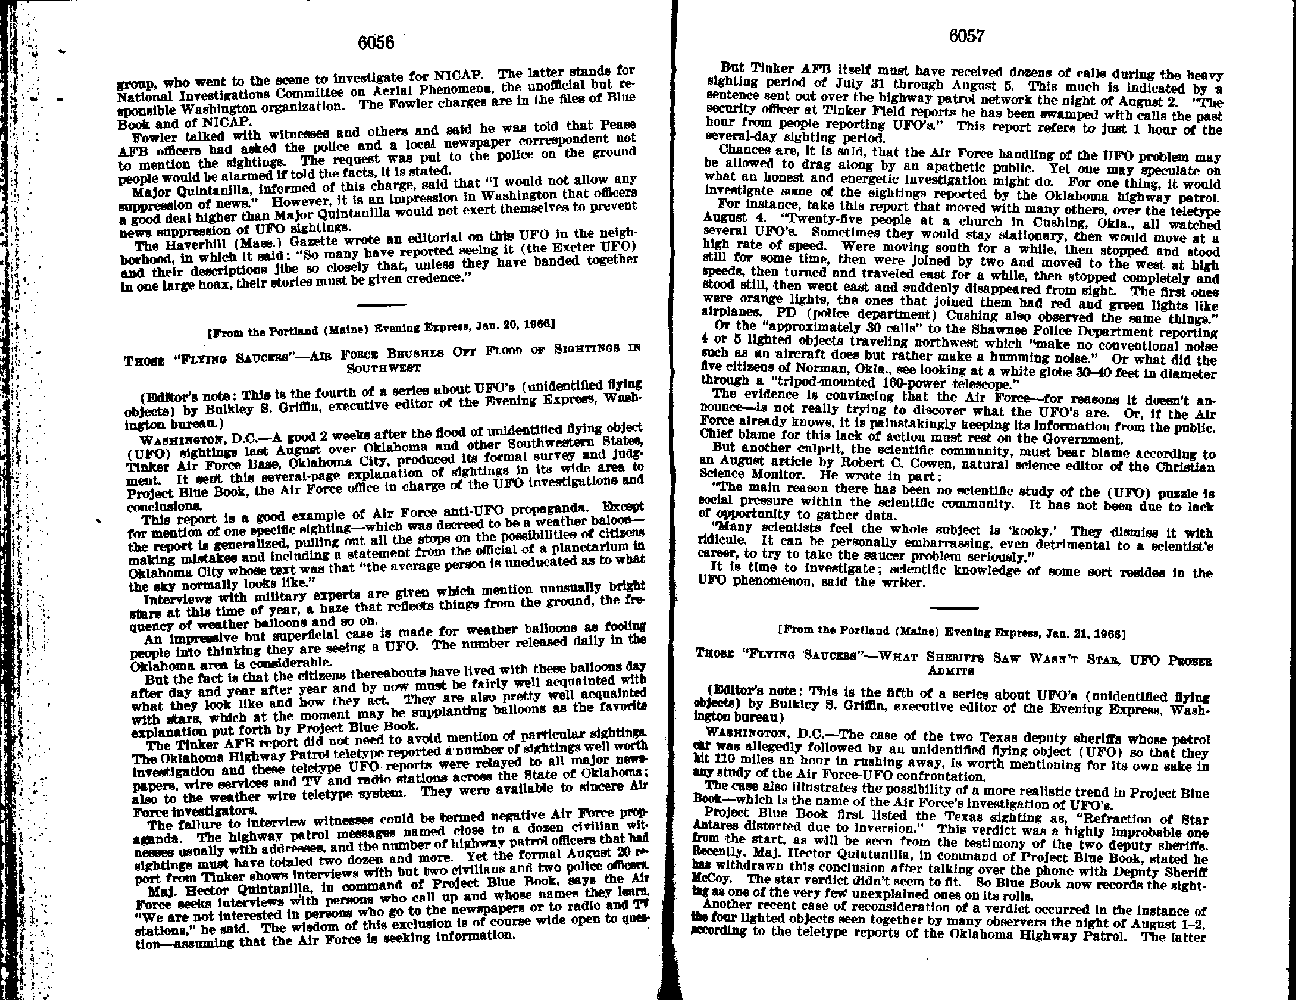 6056
group, who went to the scene to investigate for NICAP. The latter stands for
National Investigations Committee on Aerial Phenomena, the unofficial but re-
sponsible Washington organization. The Fowler charges are in the files of Blue
Book and of NICAP.
Fowler talked with witnesses and others and said he was told that Pease
AFB officers had asked the police and a local newspaper correspondent not
to mention the sightings. The request was put to the police on the ground
people would be alarmed if told the facts, it is stated.
Major Quintanilla, informed of this charge, said that "I would not allow any
suppression of news." However, it is an impression in Washington that officers
a good deal higher than Major Quintanilla would not exert themselves to prevent
news suppression of UFO sightings.
The Haverhill (Mass.) Gazette wrote an editorial on this UFO in the neigh-
borhood, in which it said: "So many have reported seeing it (the Exeter UFO)
and their descriptions jibe so closely that, unless they have banded together
in one large hoax, their stories must be given credence."
[From the Portland (Maine) Evening Express, Jan. 20, 1966]
THOSE "FLYING SAUCERS"—AIR FORCE BRUSHES OFF FLOOD OF SIGHTINGS IN
SOUTHWEST
(Editor's note: This is the fourth of a series about UFO's (unidentified flying
objects) by Bulkley S. Griffin, executive editor of the Evening Express, Wash-
ington bureau.)
WASHINGTON, D.C.—A good 2 weeks after the flood of unidentified flying object
(UFO) sightings last August over Oklahoma and other Southwestern States,
Tinker Air Force Base, Oklahoma City, produced its formal survey and judg-
ment. It sent this several-page explanation of sightings in its wide area to
Project Blue Book, the Air Force office in charge of the UFO investigations and
conclusions.
This report is a good example of Air Force anti-UFO propaganda. Except
for mention of one specific sighting—which was decreed to be a weather baloon—
the report is generalized, pulling out all the stops on the possibilities of citizens
making mistakes and including a statement from the official of a planetarium in
Oklahoma City whose text was that "the average person is uneducated as to what
the sky normally looks like."
Interviews with military experts are given which mention unusually bright
stars at this time of year, a haze that reflects things from the ground, the fre-
quency of weather balloons and so on.
An impressive but superficial case is made for weather balloons as fooling
people into thinking they are seeing a UFO. The number released daily in the
Oklahoma area is considerable.
But the fact is that the citizens thereabouts have lived with these balloons day
after day and year after year and by now must be fairly well acquainted with
what they look like and how they act. They are also pretty well acquainted
with stars, which at the moment may be supplanting balloons as the favorite
explanation put forth by Project Blue Book.
The Tinker AFB report did not need to avoid mention of particular sightings.
The Oklahoma Highway Patrol teletype reported a number of sightings well worth
investigation and these teletype UFO reports were relayed to all major news-
papers, wire services and TV and radio stations across the State of Oklahoma;
also to the weather wire teletype system. They were available to sincere Air
Force investigators.
The failure to interview witnesses could be termed negative Air Force prop-
aganda. The highway patrol messages named close to a dozen civilian wit-
nesses usually with addresses, and the number of highway patrol officers that had
sightings must have totaled two dozen and more. Yet the formal August 20 re-
port from Tinker shows interviews with but two civilians and two police officers.
Maj. Hector Quintanilla, in command of Project Blue Book, says the Air
Force seeks interviews with persons who call up and whose names they learn.
"We are not interested in persons who go to the newspapers or to radio and TV
stations," he said. The wisdom of this exclusion is of course wide open to ques-
tion—assuming that the Air Force is seeking information.
6057
But Tinker AFB itself must have received dozens of calls during the heavy
sighting period of July 31 through August 5. This much is indicated by a
sentence sent out over the highway patrol network the night of August 2. "The
security officer at Tinker Field reports he has been swamped with calls the past
hour from people reporting UFO's." This report refers to just 1 hour of the
several-day sighting period.
Chances are, it is said, that the Air Force handling of the UFO problem may
be allowed to drag along by an apathetic public. Yet one may speculate on
what an honest and energetic investigation might do. For one thing, it would
investigate some of the sightings reported by the Oklahoma highway patrol.
For instance, take this report that moved with many others, over the teletype
August 4. "Twenty-five people at a church in Cushing, Okla., all watched
several UFO's. Sometimes they would stay stationary, then would move at a
high rate of speed. Were moving south for a while, then stopped and stood
still for some time, then were joined by two and moved to the west at high
speeds, then turned and traveled east for a while, then stopped completely and
stood still, then went east and suddenly disappeared from sight. The first ones
were orange lights, the ones that joined them had red and green lights like
airplanes. PD (police department) Cushing also observed the same things."
Or the "approximately 30 calls" to the Shawnee Police Department reporting
4 or 5 lighted objects traveling northwest which "make no conventional noise
such as an aircraft does but rather make a humming noise." Or what did the
five citizens of Norman, Okla., see looking at a white globe 30–40 feet in diameter
through a "tripod-mounted 160-power telescope."
The evidence is convincing that the Air Force—for reasons it doesn't an-
nounce—is not really trying to discover what the UFO's are. Or, if the Air
Force already knows, it is painstakingly keeping its information from the public.
Chief blame for this lack of action must rest on the Government.
But another culprit, the scientific community, must bear blame according to
an August article by Robert C. Cowen, natural science editor of the Christian
Science Monitor. He wrote in part:
"The main reason there has been no scientific study of the (UFO) puzzle is
social pressure within the scientific community. It has not been due to lack
of opportunity to gather data.
"Many scientists feel the whole subject is 'kooky.' They dismiss it with
ridicule. It can be personally embarrassing, even detrimental to a scientist's
career, to try to take the saucer problem seriously."
It is time to investigate; scientific knowledge of some sort resides in the
UFO phenomenon, said the writer.
[From the Portland (Maine) Evening Express, Jan. 21, 1966]
THOSE "FLYING SAUCERS"—WHAT SHERIFFS SAW WASN'T STAR, UFO PROBER
ADMITS
(Editor's note: This is the fifth of a series about UFO's (unidentified flying
objects) by Bulkley S. Griffin, executive editor of the Evening Express, Wash-
ington bureau)
WASHINGTON, D.C.—The case of the two Texas deputy sheriffs whose patrol
car was allegedly followed by an unidentified flying object (UFO) so that they
hit 110 miles an hour in rushing away, is worth mentioning for its own sake in
any study of the Air Force-UFO confrontation.
The case also illustrates the possibility of a more realistic trend in Project Blue
Book—which is the name of the Air Force's investigation of UFO's.
Project Blue Book first listed the Texas sighting as, "Refraction of Star
Antares distorted due to inversion." This verdict was a highly improbable one
from the start, as will be seen from the testimony of the two deputy sheriffs.
Recently, Maj. Hector Quintanilla, in command of Project Blue Book, stated he
has withdrawn this conclusion after talking over the phone with Deputy Sheriff
McCoy. The star verdict didn't seem to fit. So Blue Book now records the sight-
ing as one of the very few unexplained ones on its rolls.
Another recent case of reconsideration of a verdict occurred in the instance of
the four lighted objects seen together by many observers the night of August 1–2,
according to the teletype reports of the Oklahoma Highway Patrol. The latter